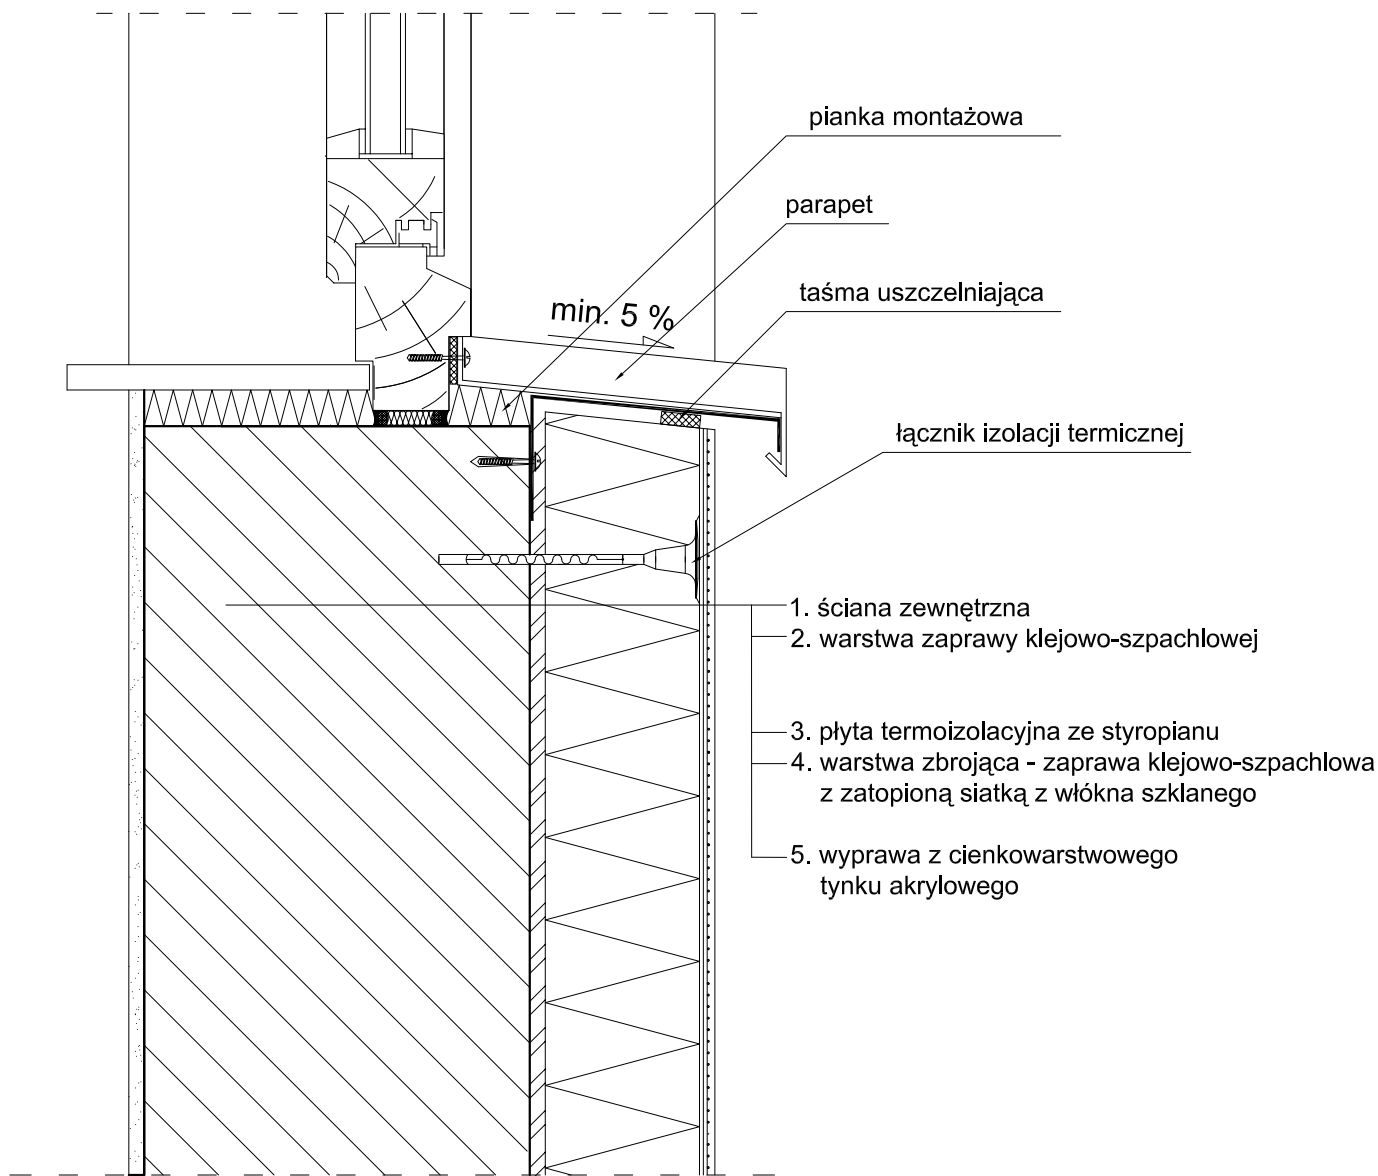 pianka montażowa
parapet
taśma uszczelniająca
min. 5 %
łącznik izolacji termicznej
1. ściana zewnętrzna
2. warstwa zaprawy klejowo-szpachlowej
3. płyta termoizolacyjna ze styropianu
4. warstwa zbrojąca - zaprawa klejowo-szpachlowa
z zatopioną siatką z włókna szklanego
5. wyprawa z cienkowarstwowego
tynku akrylowego